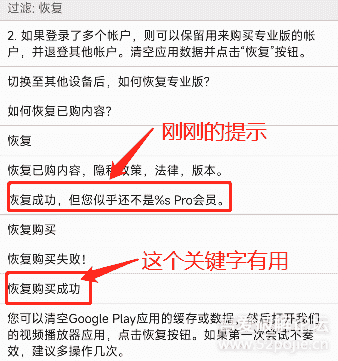 过滤: 恢复
2. 如果登录了多个帐户，则可以保留用来购买专业版的帐
户，并退登其他帐户。清空应用数据并点击“恢复”按钮。
切换至其他设备后，如何恢复专业版？
如何恢复已购内容？
恢复
刚刚的提示
恢复已购内容，隐私政策，法律，版本。
恢复成功，但您似乎还不是%s Pro会员。
恢复购买
恢复购买失败！
这个关键字有用
恢复购买成功
您可以清空Google Play应用的缓存或数据，然后打开我们
的视频播放器应用，点击恢复按钮。如果第一次尝试不奏
效，建议多操作几次。